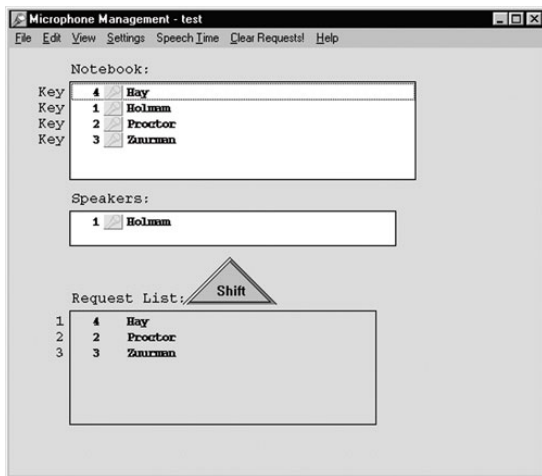 Microphone Management - test
File Edit View Settings Speech Time Clear Requests! Help
Notebook:
Key 4 Hay
Key 1 Holmam
Key 2 Proctor
Key 3 Zuurman
Speakers:
1 Holmam
Shift
Request List:
1 4 Hay
2 2 Proctor
3 3 Zuurman